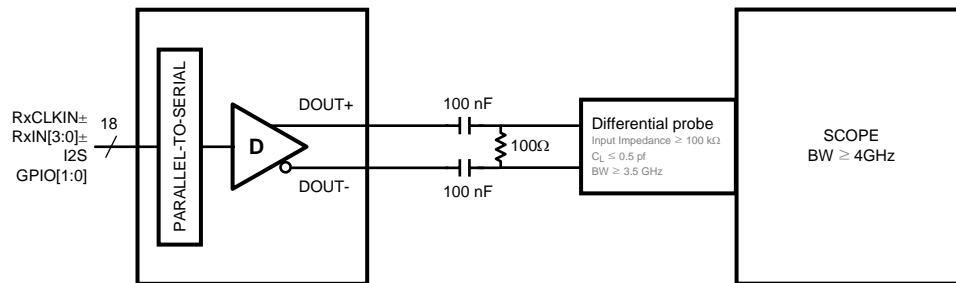 RxCLKIN±
RxIN[3:0]±
I2S
GPIO[1:0]
18
PARALLEL-TO-SERIAL
D
DOUT+
DOUT-
100 nF
100Ω
100 nF
Differential probe
Input Impedance ≥ 100 kΩ
CL ≤ 0.5 pf
BW ≥ 3.5 GHz
SCOPE
BW ≥ 4GHz